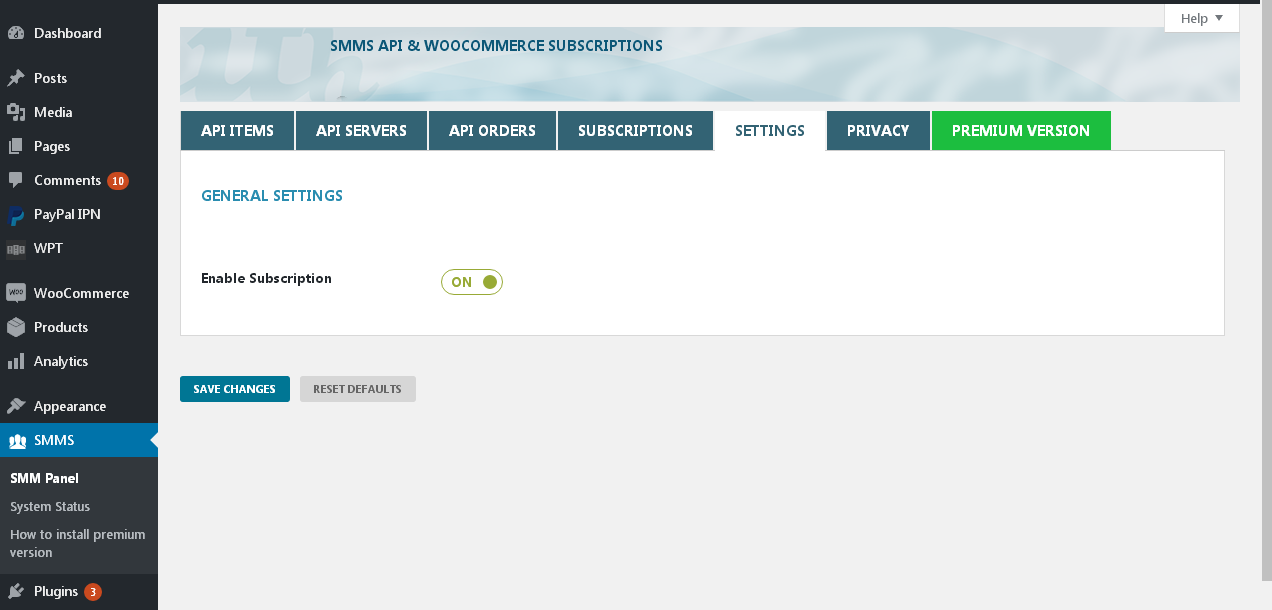 Help
SMMS API & WOOCOMMERCE SUBSCRIPTIONS
API ITEMS
API SERVERS
API ORDERS
SUBSCRIPTIONS
SETTINGS
PRIVACY
PREMIUM VERSION
Dashboard
Posts
Media
Pages
Comments 10
PayPal IPN
WPT
woo WooCommerce
Products
Analytics
Appearance
SMMS
SMM Panel
System Status
How to install premium
version
Plugins 3
GENERAL SETTINGS
Enable Subscription ON
SAVE CHANGES RESET DEFAULTS